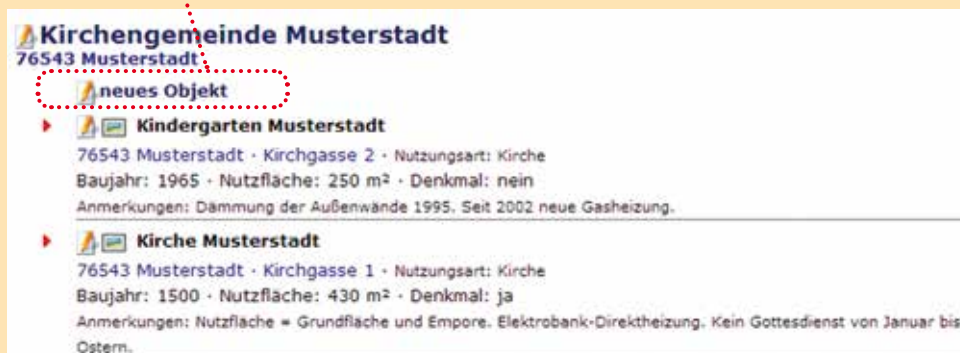 Kirchengemeinde Musterstadt
76543 Musterstadt
neues Objekt
Kindergarten Musterstadt
76543 Musterstadt · Kirchgasse 2 · Nutzungsart: Kirche
Baujahr: 1965 · Nutzfläche: 250 m² · Denkmal: nein
Anmerkungen: Dämmung der Außenwände 1995. Seit 2002 neue Gasheizung.
Kirche Musterstadt
76543 Musterstadt · Kirchgasse 1 · Nutzungsart: Kirche
Baujahr: 1500 · Nutzfläche: 430 m² · Denkmal: ja
Anmerkungen: Nutzfläche = Grundfläche und Empore. Elektrobank-Direktheizung. Kein Gottesdienst von Januar bis
Ostern.